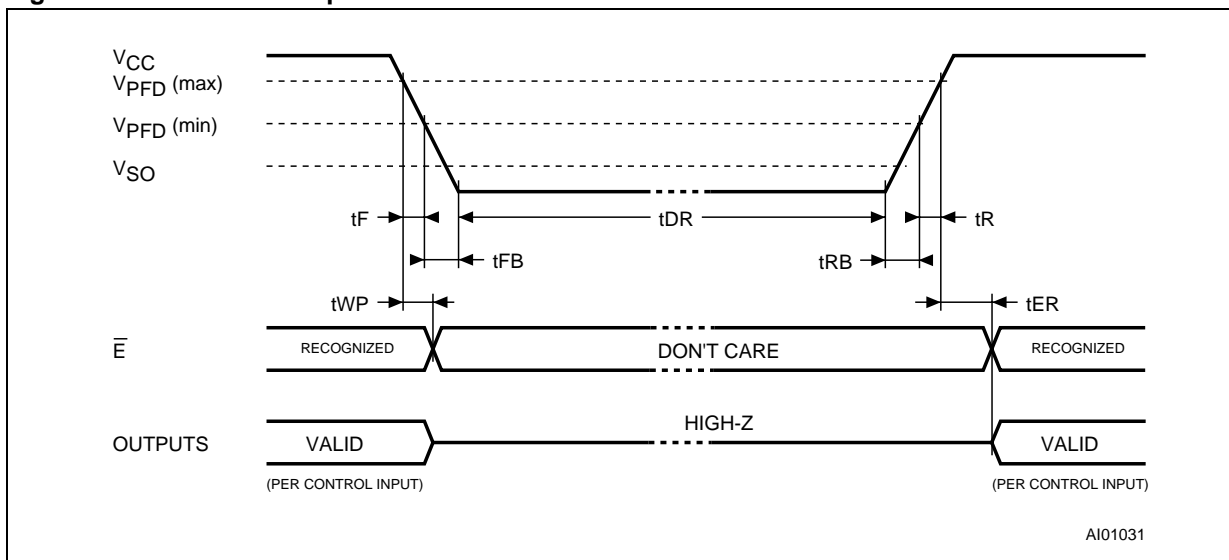 VCC
VPFD (max)
VPFD (min)
VSO
tF
tDR
tR
tFB
tRB
tWP
tER
E̅
RECOGNIZED
DON'T CARE
RECOGNIZED
HIGH-Z
OUTPUTS
VALID
VALID
(PER CONTROL INPUT)
(PER CONTROL INPUT)
AI01031